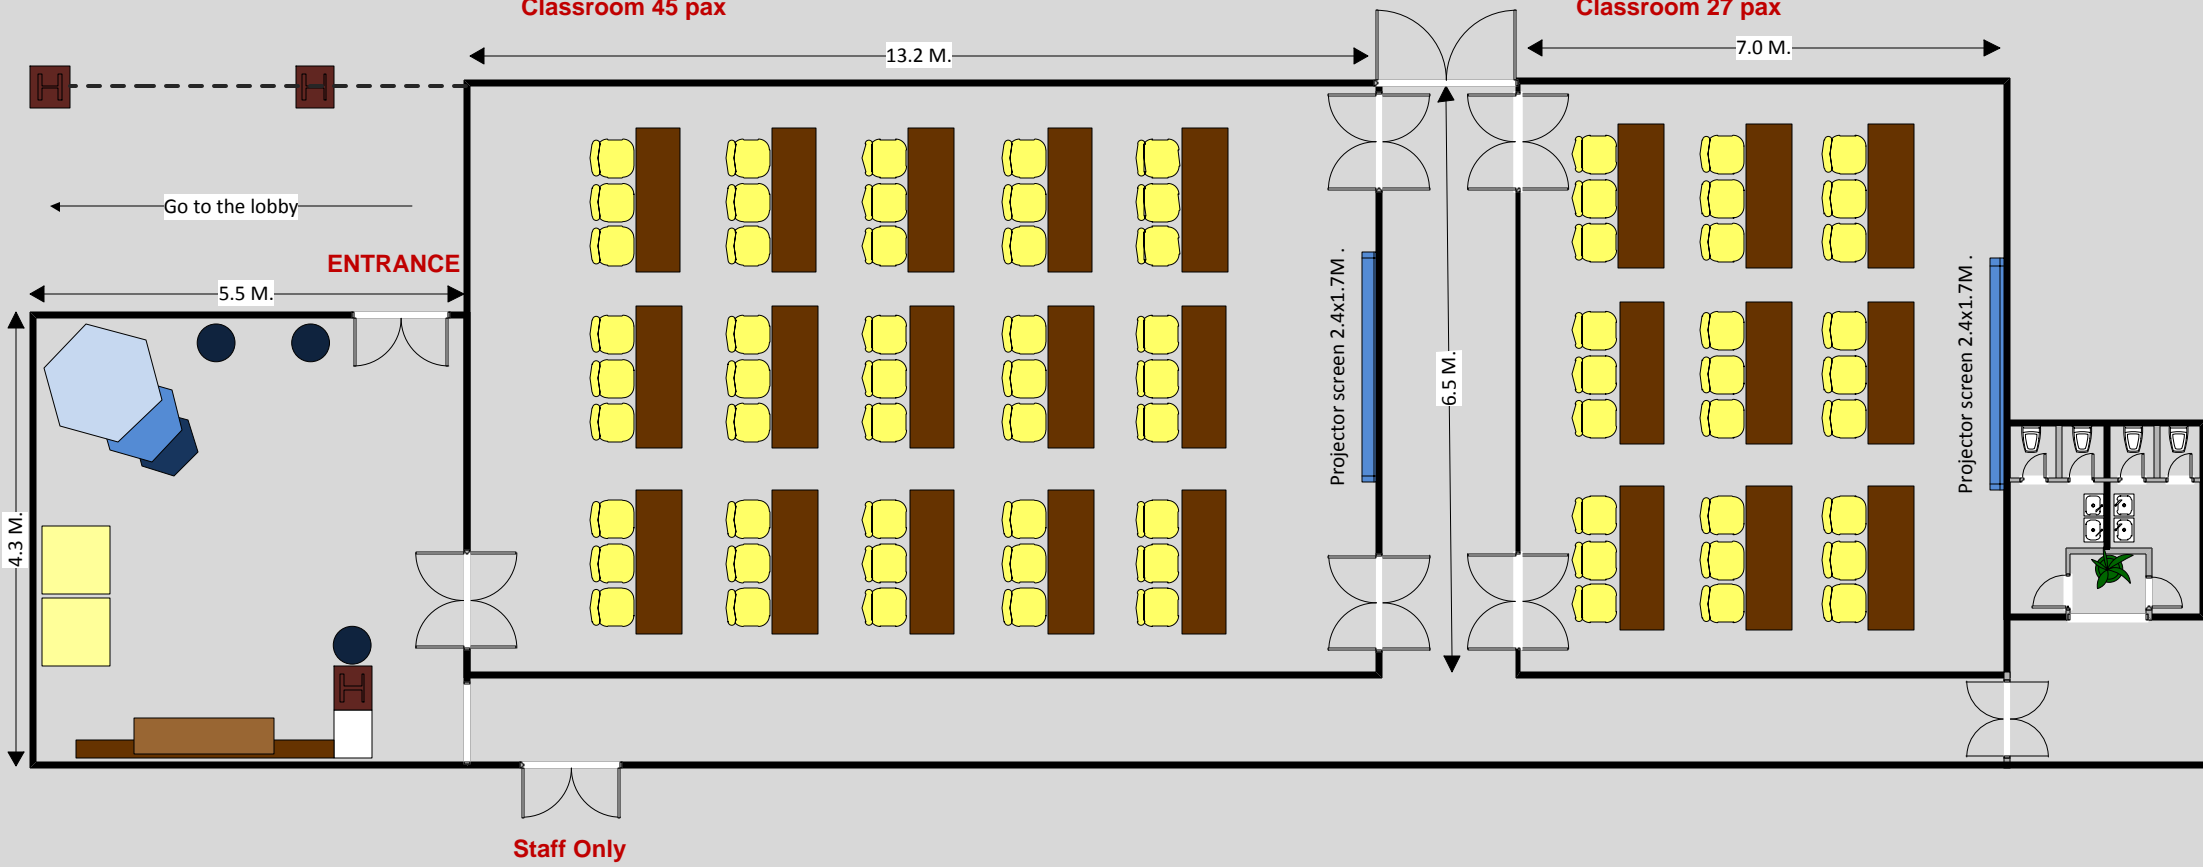 Classroom 45 pax
Classroom 27 pax
13.2 M.
7.0 M.
Go to the lobby
ENTRANCE
5.5 M.
4.3 M.
Projector screen 2.4x1.7M .
6.5 M.
Projector screen 2.4x1.7M .
H
H
H
Staff Only